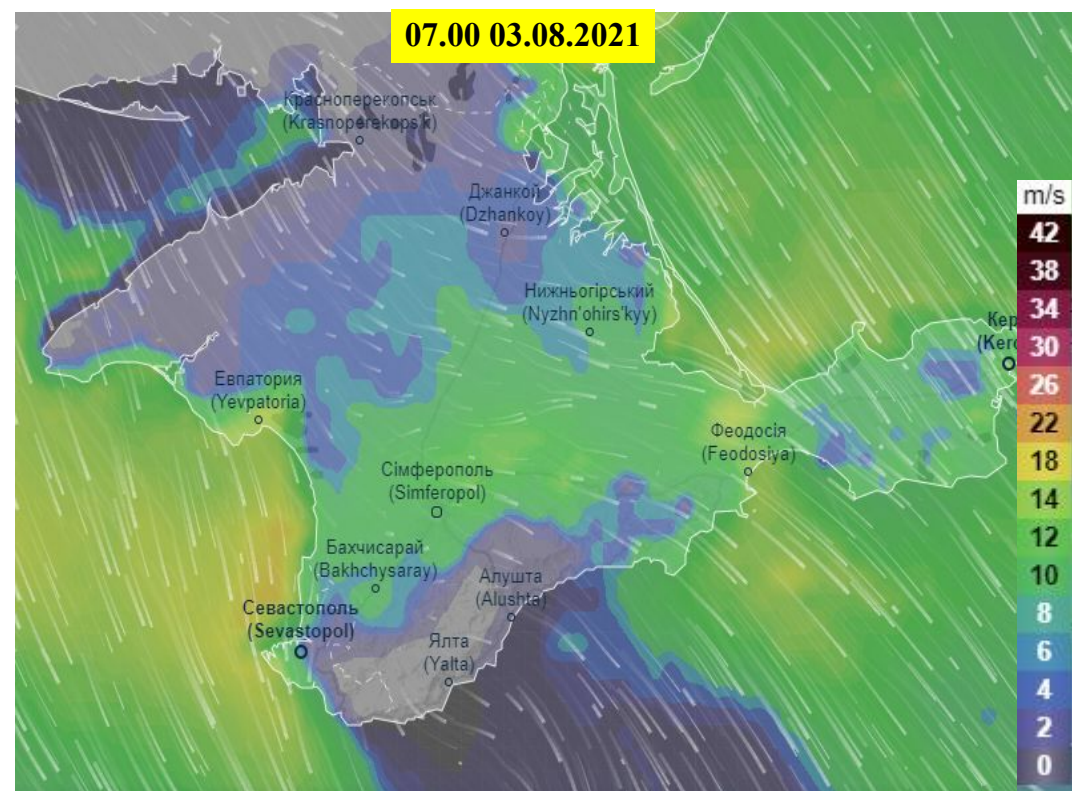 07.00 03.08.2021
Красноперекопськ
(Krasnoperekops'k)
Джанкой
(Dzhankoy)
m/s
42
38
34
30
26
22
18
14
12
10
8
6
4
2
0
Нижньогірський
(Nyzhn'ohirs'kyy)
Кер
(Kerc
Евпатория
(Yevpatoria)
Феодосія
(Feodosiya)
Сімферополь
(Simferopol)
Бахчисарай
(Bakhchysaray)
Алушта
(Alushta)
Севастополь
(Sevastopol)
Ялта
(Yalta)